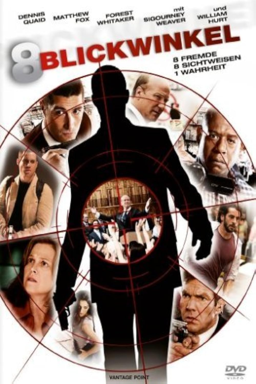 DENNIS QUAID
MATTHEW FOX
FOREST WHITAKER
mit SIGOURNEY WEAVER
und WILLIAM HURT
8 BLICKWINKEL
8 FREMDE
8 SICHTWEISEN
1 WAHRHEIT
VANTAGE POINT
DVD
VIDEO